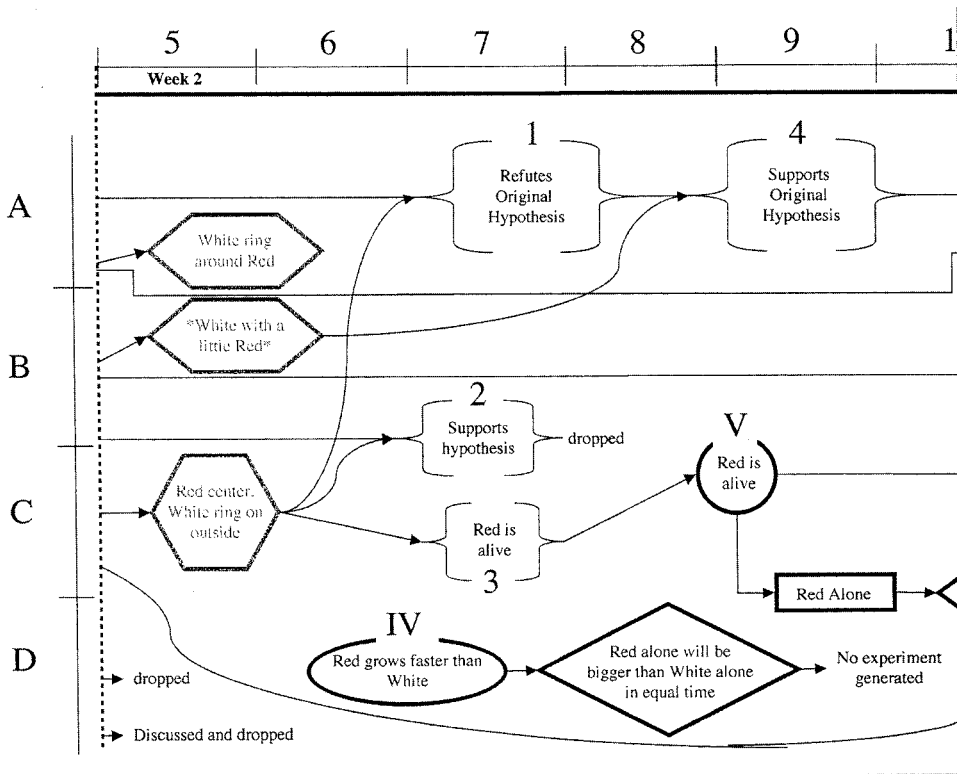 5
6
7
8
9
1
Week 2
A
B
C
D
White ring
around Red
*White with a
little Red*
Red center.
White ring on
outside
1
Refutes
Original
Hypothesis
4
Supports
Original
Hypothesis
2
Supports
hypothesis
dropped
Red is
alive
3
V
Red is
alive
Red Alone
IV
Red grows faster than
White
Red alone will be
bigger than White alone
in equal time
No experiment
generated
dropped
Discussed and dropped